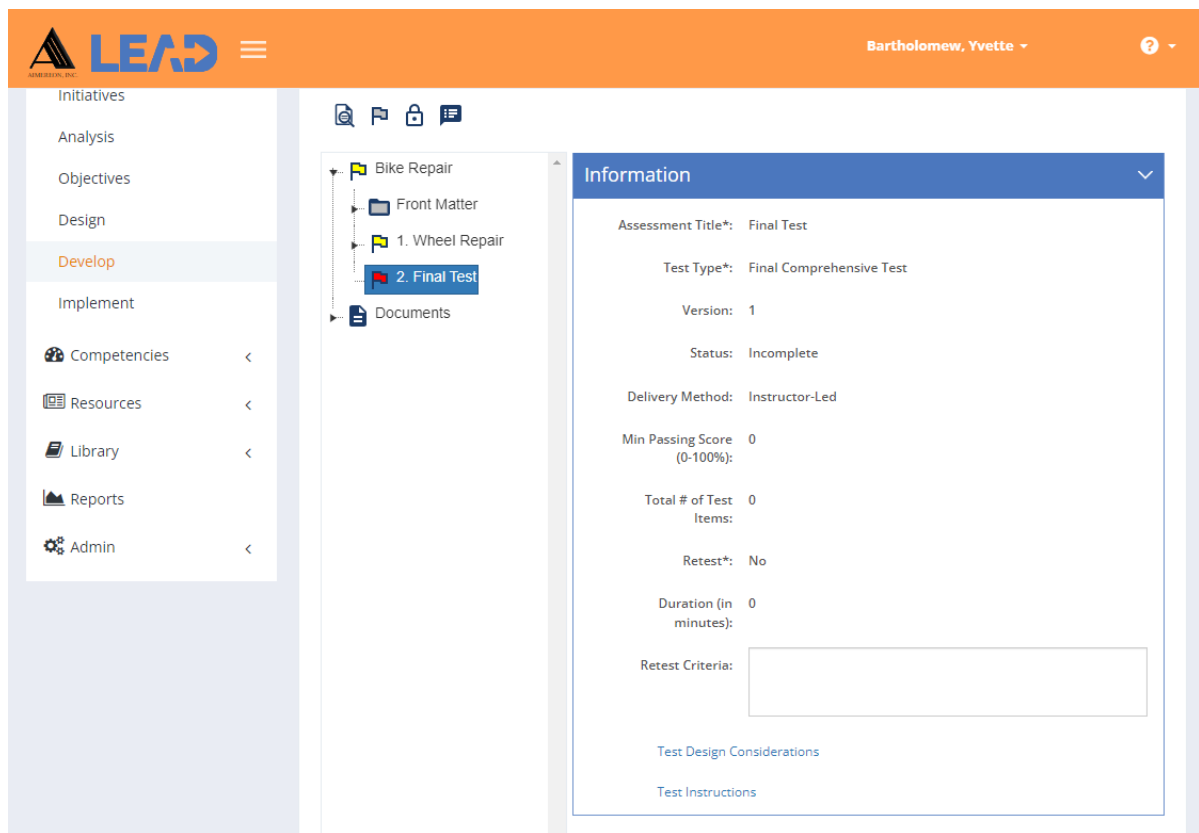 AIMEREON, INC.
LEAD
Bartholomew, Yvette
?
Initiatives
Analysis
Objectives
Design
Develop
Implement
Competencies
Resources
Library
Reports
Admin
Bike Repair
Front Matter
1. Wheel Repair
2. Final Test
Documents
Information
Assessment Title*: Final Test
Test Type*: Final Comprehensive Test
Version: 1
Status: Incomplete
Delivery Method: Instructor-Led
Min Passing Score 0
(0-100%):
Total # of Test 0
Items:
Retest*: No
Duration (in 0
minutes):
Retest Criteria:
Test Design Considerations
Test Instructions